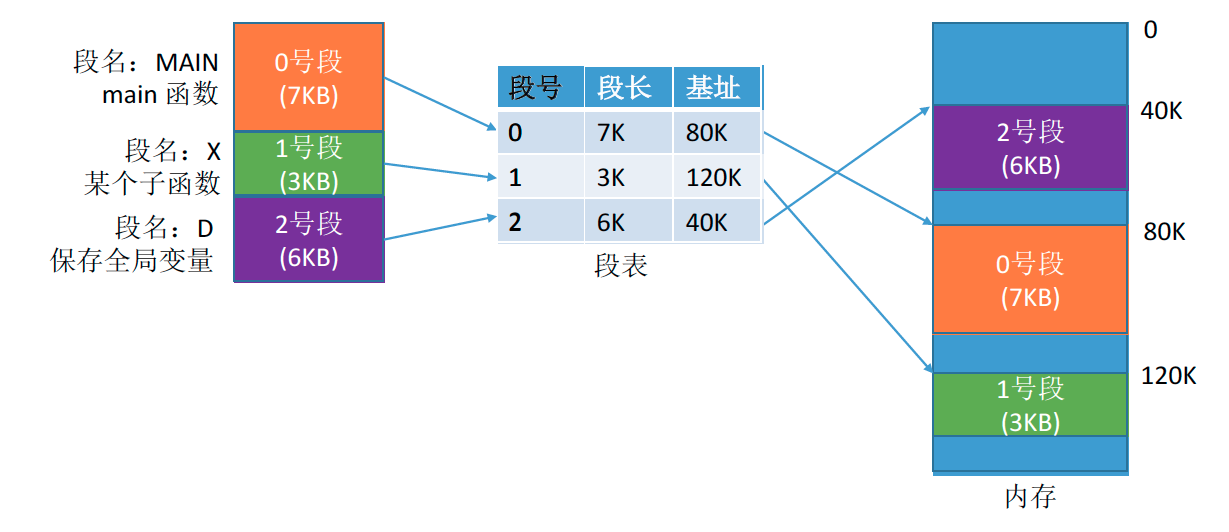 段名：MAIN
main 函数
0号段
(7KB)
段名：X
某个子函数
1号段
(3KB)
段名：D
保存全局变量
2号段
(6KB)
段号 段长 基址
0 7K 80K
1 3K 120K
2 6K 40K
段表
0
40K
2号段
(6KB)
80K
0号段
(7KB)
120K
1号段
(3KB)
内存